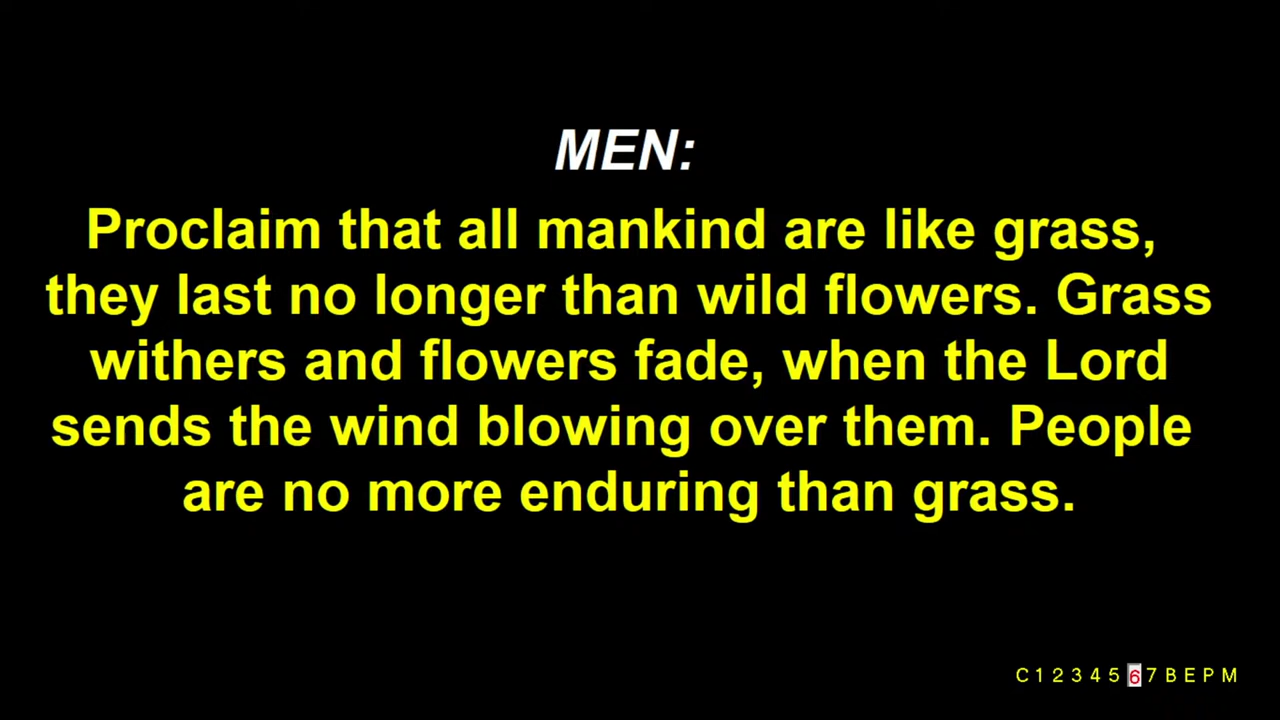 MEN:
Proclaim that all mankind are like grass,
they last no longer than wild flowers. Grass
withers and flowers fade, when the Lord
sends the wind blowing over them. People
are no more enduring than grass.
C 1 2 3 4 5 6 7 B E P M